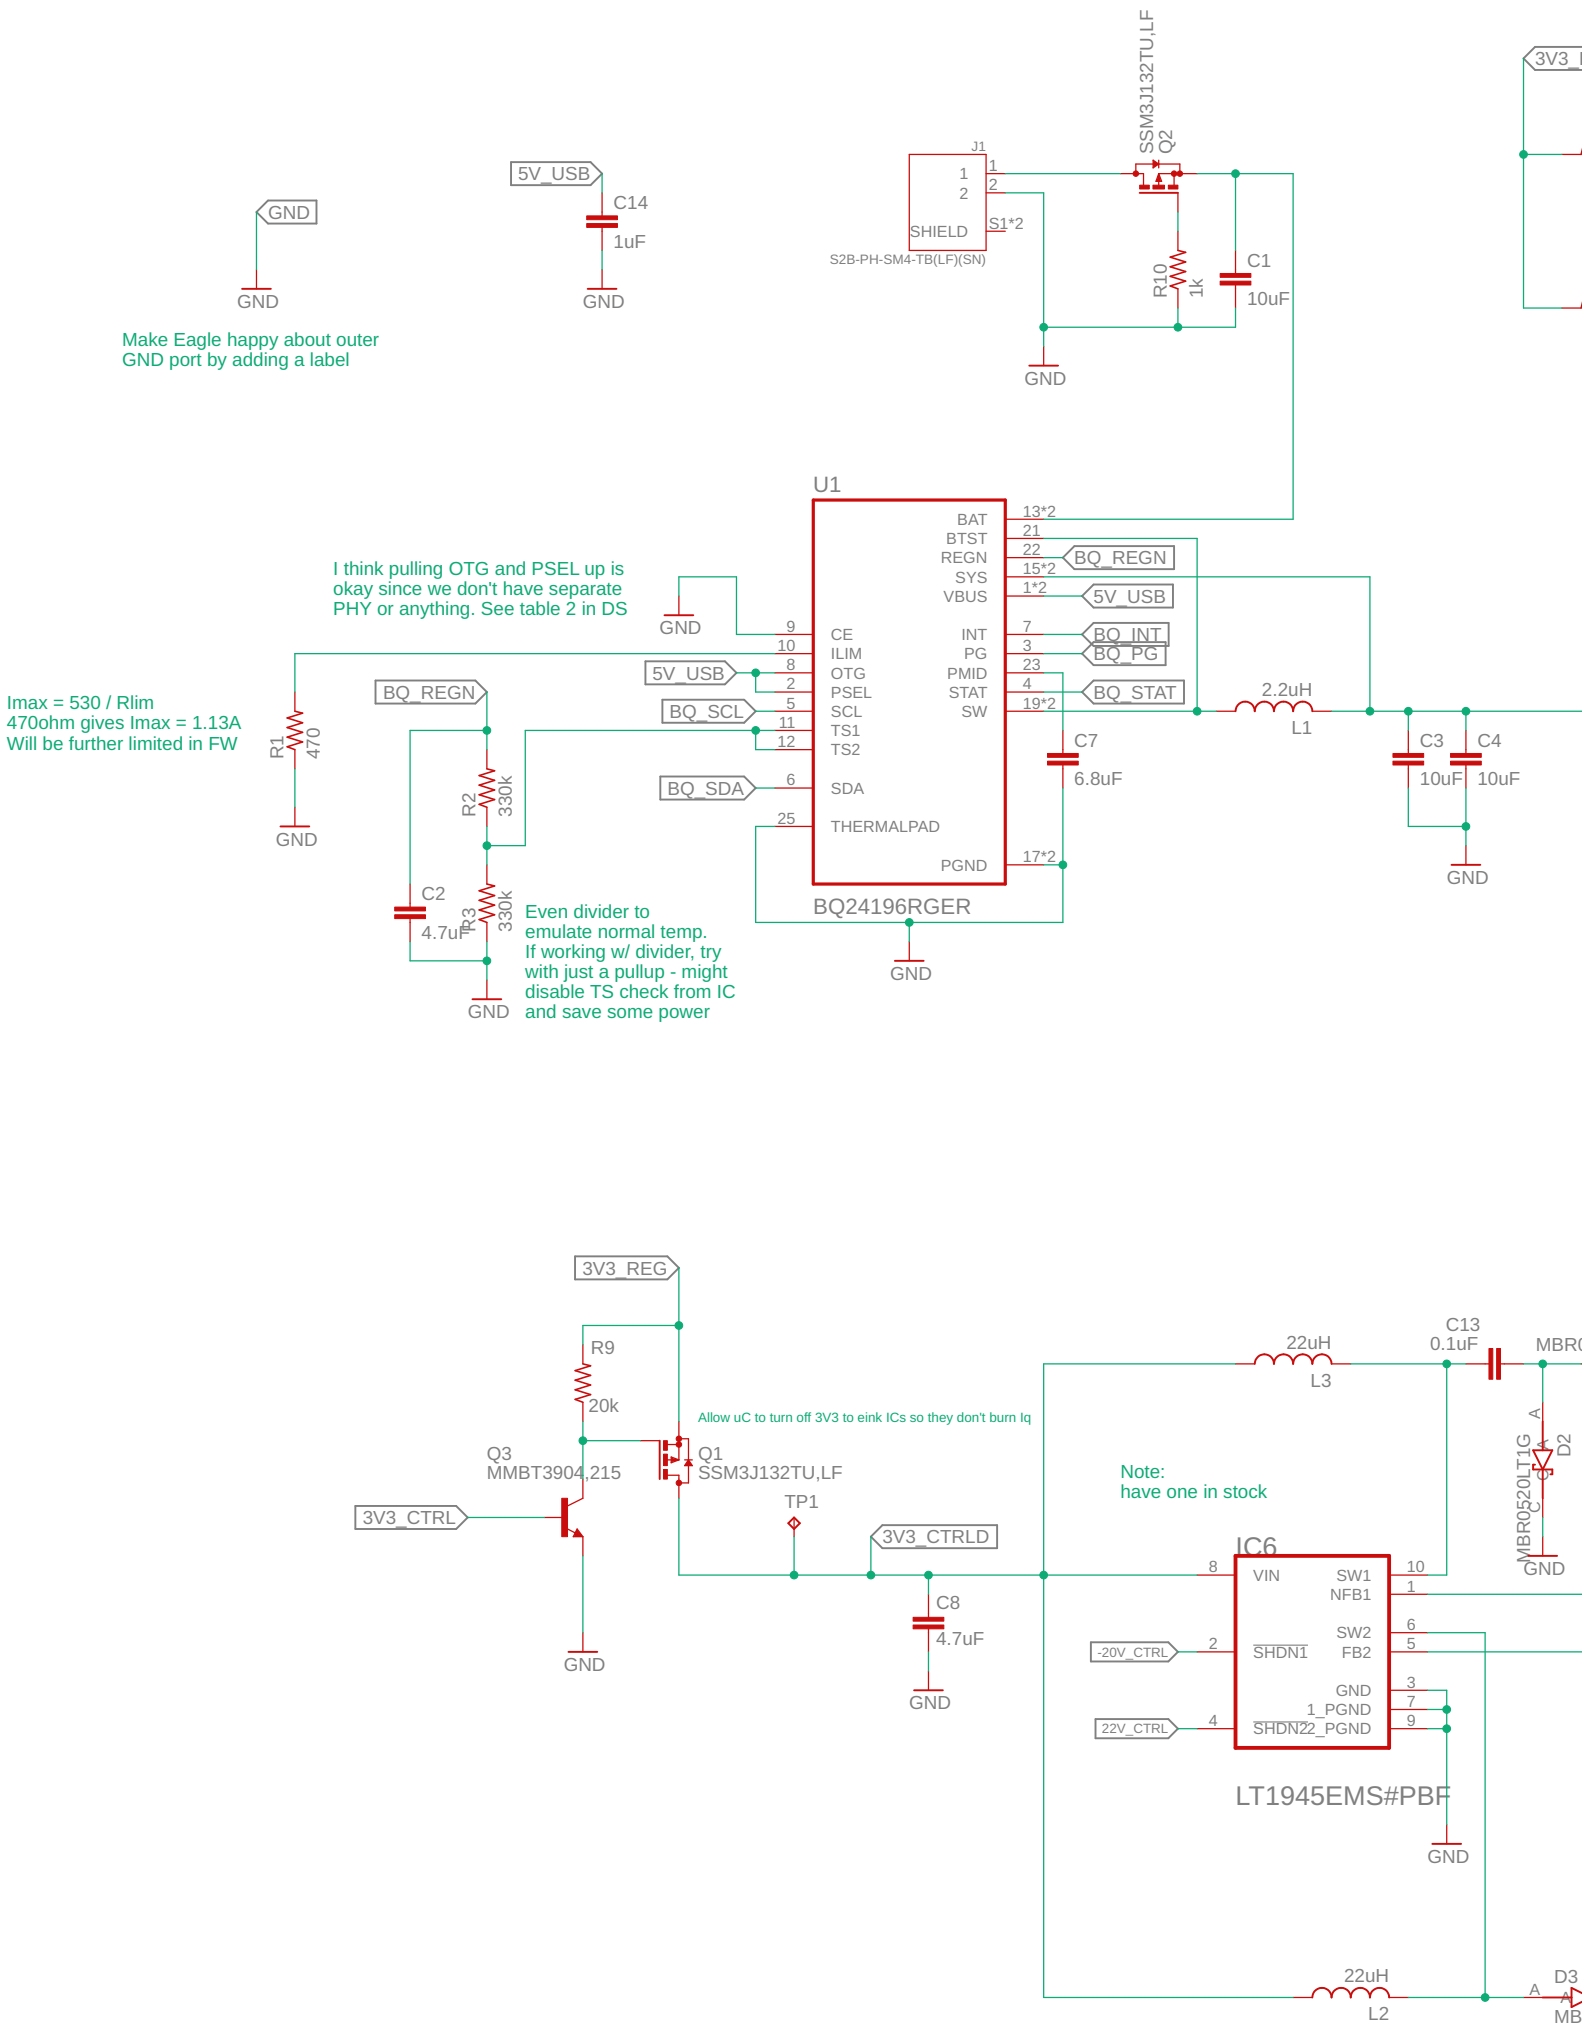 SSM3J132TU,LF
Q2
3V3_
J1
1
2
SHIELD
1
2
S1*2
S2B-PH-SM4-TB(LF)(SN)
5V_USB
C14
1uF
GND
GND
GND
Make Eagle happy about outer
GND port by adding a label
R10
1k
C1
10uF
GND
U1
BAT
BTST
REGN
SYS
VBUS
INT
PG
PMID
STAT
SW
PGND
13*2
21
22
15*2
1*2
7
3
23
4
19*2
17*2
BQ_REGN
5V_USB
BQ_INT
BQ_PG
BQ_STAT
I think pulling OTG and PSEL up is
okay since we don't have separate
PHY or anything. See table 2 in DS
GND
9
10
8
2
5
11
12
6
25
CE
ILIM
OTG
PSEL
SCL
TS1
TS2
SDA
THERMALPAD
5V_USB
BQ_SCL
BQ_SDA
BQ24196RGER
GND
Imax = 530 / Rlim
470ohm gives Imax = 1.13A
Will be further limited in FW
R1
470
GND
BQ_REGN
R2
330k
R3
330k
C2
4.7uF
GND
Even divider to
emulate normal temp.
If working w/ divider, try
with just a pullup - might
disable TS check from IC
and save some power
C7
6.8uF
2.2uH
L1
C3
10uF
C4
10uF
GND
3V3_REG
R9
20k
Q3
MMBT3904,215
3V3_CTRL
GND
Allow uC to turn off 3V3 to eink ICs so they don't burn Iq
Q1
SSM3J132TU,LF
TP1
3V3_CTRLD
C8
4.7uF
GND
22uH
L3
C13
0.1uF
A
A
C
C
D2
MBR0520LT1G
GND
Note:
have one in stock
IC6
8
2
4
VIN
SHDN1
SHDN2
SW1
NFB1
SW2
FB2
GND
1_PGND
2_PGND
10
1
6
5
3
7
9
-20V_CTRL
22V_CTRL
LT1945EMS#PBF
GND
22uH
L2
A
A
D3